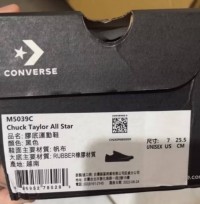 CONVERSE
M5039C
Chuck Taylor All Star
品名: 膠底運動鞋
顏色: 黑色
鞋面主要材質: 帆布
大底主要材質: RUBBER橡膠材質
產地: 越南
尺寸: 7 25.5
UNISEX US CM